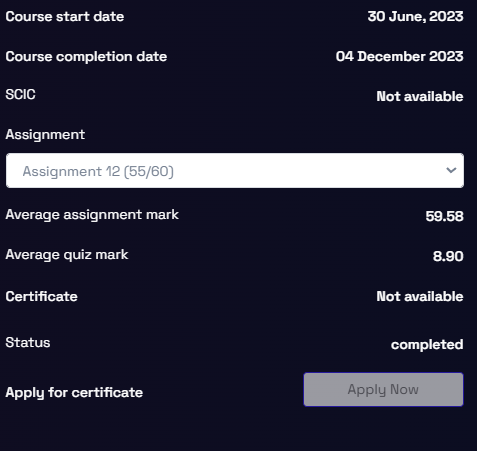 Course start date 30 June, 2023
Course completion date 04 December 2023
SCIC Not available
Assignment
Assignment 12 (55/60)
Average assignment mark 59.58
Average quiz mark 8.90
Certificate Not available
Status completed
Apply for certificate Apply Now